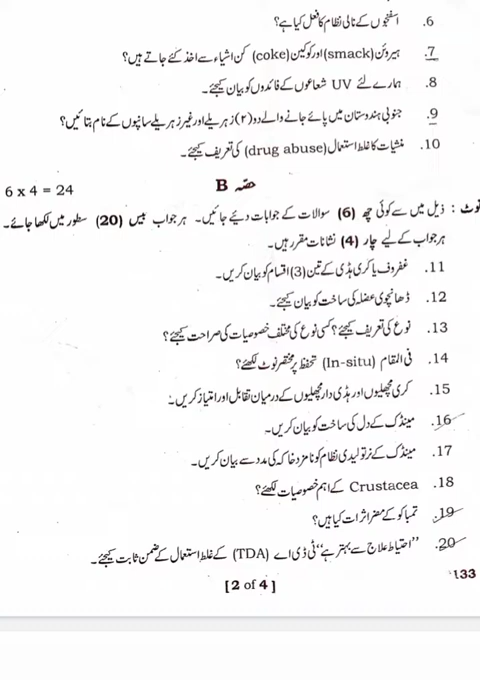 6. اسفنجوں کے نالی نظام کا فعل کیا ہے؟
7. ہیروئن (smack) اور کوکین (coke) کن اشیاء سے اخذ کئے جاتے ہیں؟
8. ہمارے لئے UV شعاعوں کے فائدوں کو بیان کیجئے۔
9. جنوبی ہندوستان میں پائے جانے والے دو (۲) زہریلے اور غیر زہریلے سانپوں کے نام بتائیں؟
10. منشیات کا غلط استعمال (drug abuse) کی تعریف کیجئے۔
حصّہ B
6 x 4 = 24
نوٹ : ذیل میں سے کوئی چھ (6) سوالات کے جوابات دیئے جائیں۔ ہر جواب بیس (20) سطور میں لکھا جائے۔
ہر جواب کے لیے چار (4) نشانات مقرر ہیں۔
11. غضروف یا کری ہڈی کے تین (3) اقسام کو بیان کریں۔
12. ڈھانچوی عضلہ کی ساخت کو بیان کیجئے۔
13. نوع کی تعریف کیجئے؟ کسی نوع کی مختلف خصوصیات کی صراحت کیجئے؟
14. فی المقام (In-situ) تحفظ پر مختصر نوٹ لکھئے؟
15. کری مچھلیوں اور ہڈی دار مچھلیوں کے درمیان تقابل اور امتیاز کریں۔
16. مینڈک کے دل کی ساخت کو بیان کریں۔
17. مینڈک کے نر تولیدی نظام کو نامزد خاکہ کی مدد سے بیان کریں۔
18. Crustacea کے اہم خصوصیات لکھئے؟
19. تمباکو کے مضر اثرات کیا ہیں؟
20. "احتیاط علاج سے بہتر ہے" ٹی ڈی اے (TDA) کے غلط استعمال کے ضمن ثابت کیجئے۔
[2 of 4]
133